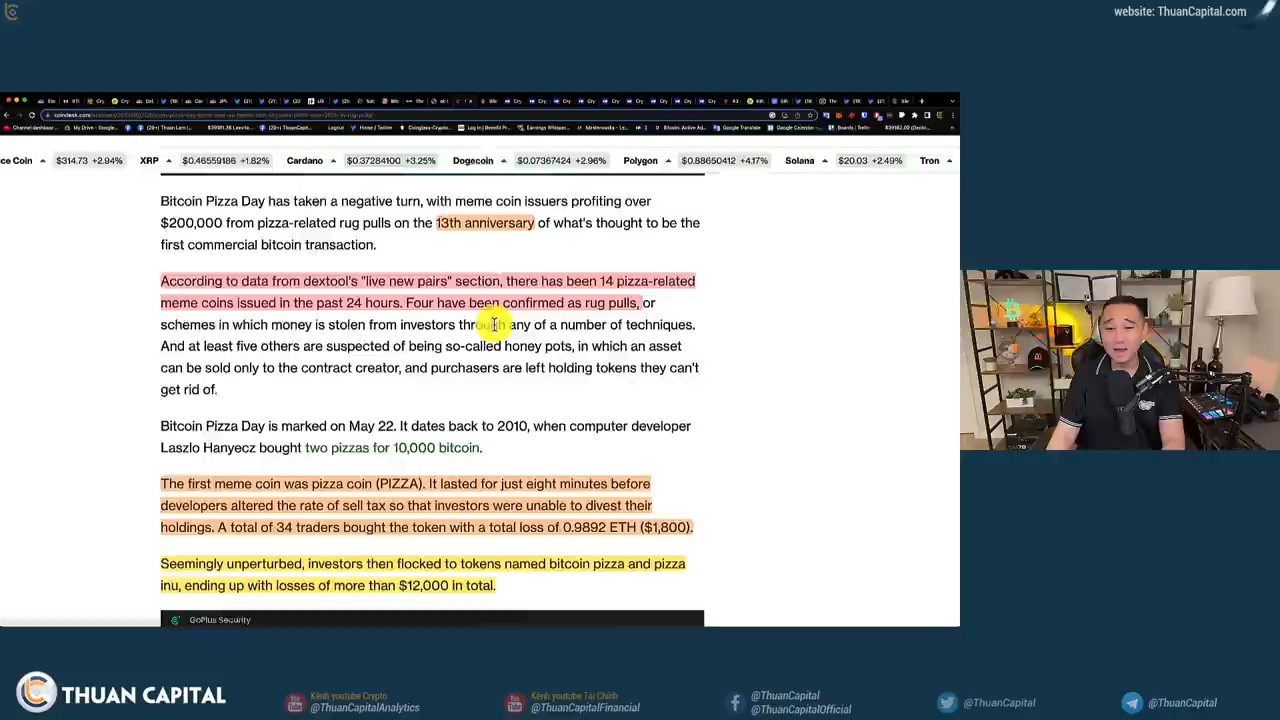 website: ThuanCapital.com
ce Coin $314.73 +2.94% XRP $0.46559186 +1.82% Cardano $0.37284100 +3.25% Dogecoin $0.07367424 +2.96% Polygon $0.88650412 +4.17% Solana $20.03 +2.49% Tron
Bitcoin Pizza Day has taken a negative turn, with meme coin issuers profiting over
$200,000 from pizza-related rug pulls on the 13th anniversary of what's thought to be the
first commercial bitcoin transaction.
According to data from dextool's "live new pairs" section, there has been 14 pizza-related
meme coins issued in the past 24 hours. Four have been confirmed as rug pulls, or
schemes in which money is stolen from investors through any of a number of techniques.
And at least five others are suspected of being so-called honey pots, in which an asset
can be sold only to the contract creator, and purchasers are left holding tokens they can't
get rid of.
Bitcoin Pizza Day is marked on May 22. It dates back to 2010, when computer developer
Laszlo Hanyecz bought two pizzas for 10,000 bitcoin.
The first meme coin was pizza coin (PIZZA). It lasted for just eight minutes before
developers altered the rate of sell tax so that investors were unable to divest their
holdings. A total of 34 traders bought the token with a total loss of 0.9892 ETH ($1,800).
Seemingly unperturbed, investors then flocked to tokens named bitcoin pizza and pizza
inu, ending up with losses of more than $12,000 in total.
GoPlus Security
THUAN CAPITAL
Kênh youtube Crypto
@ThuanCapitalAnalytics
Kênh youtube Tài Chính
@ThuanCapitalFinancial
@ThuanCapital
@ThuanCapitalOfficial
@ThuanCapital
@ThuanCapital